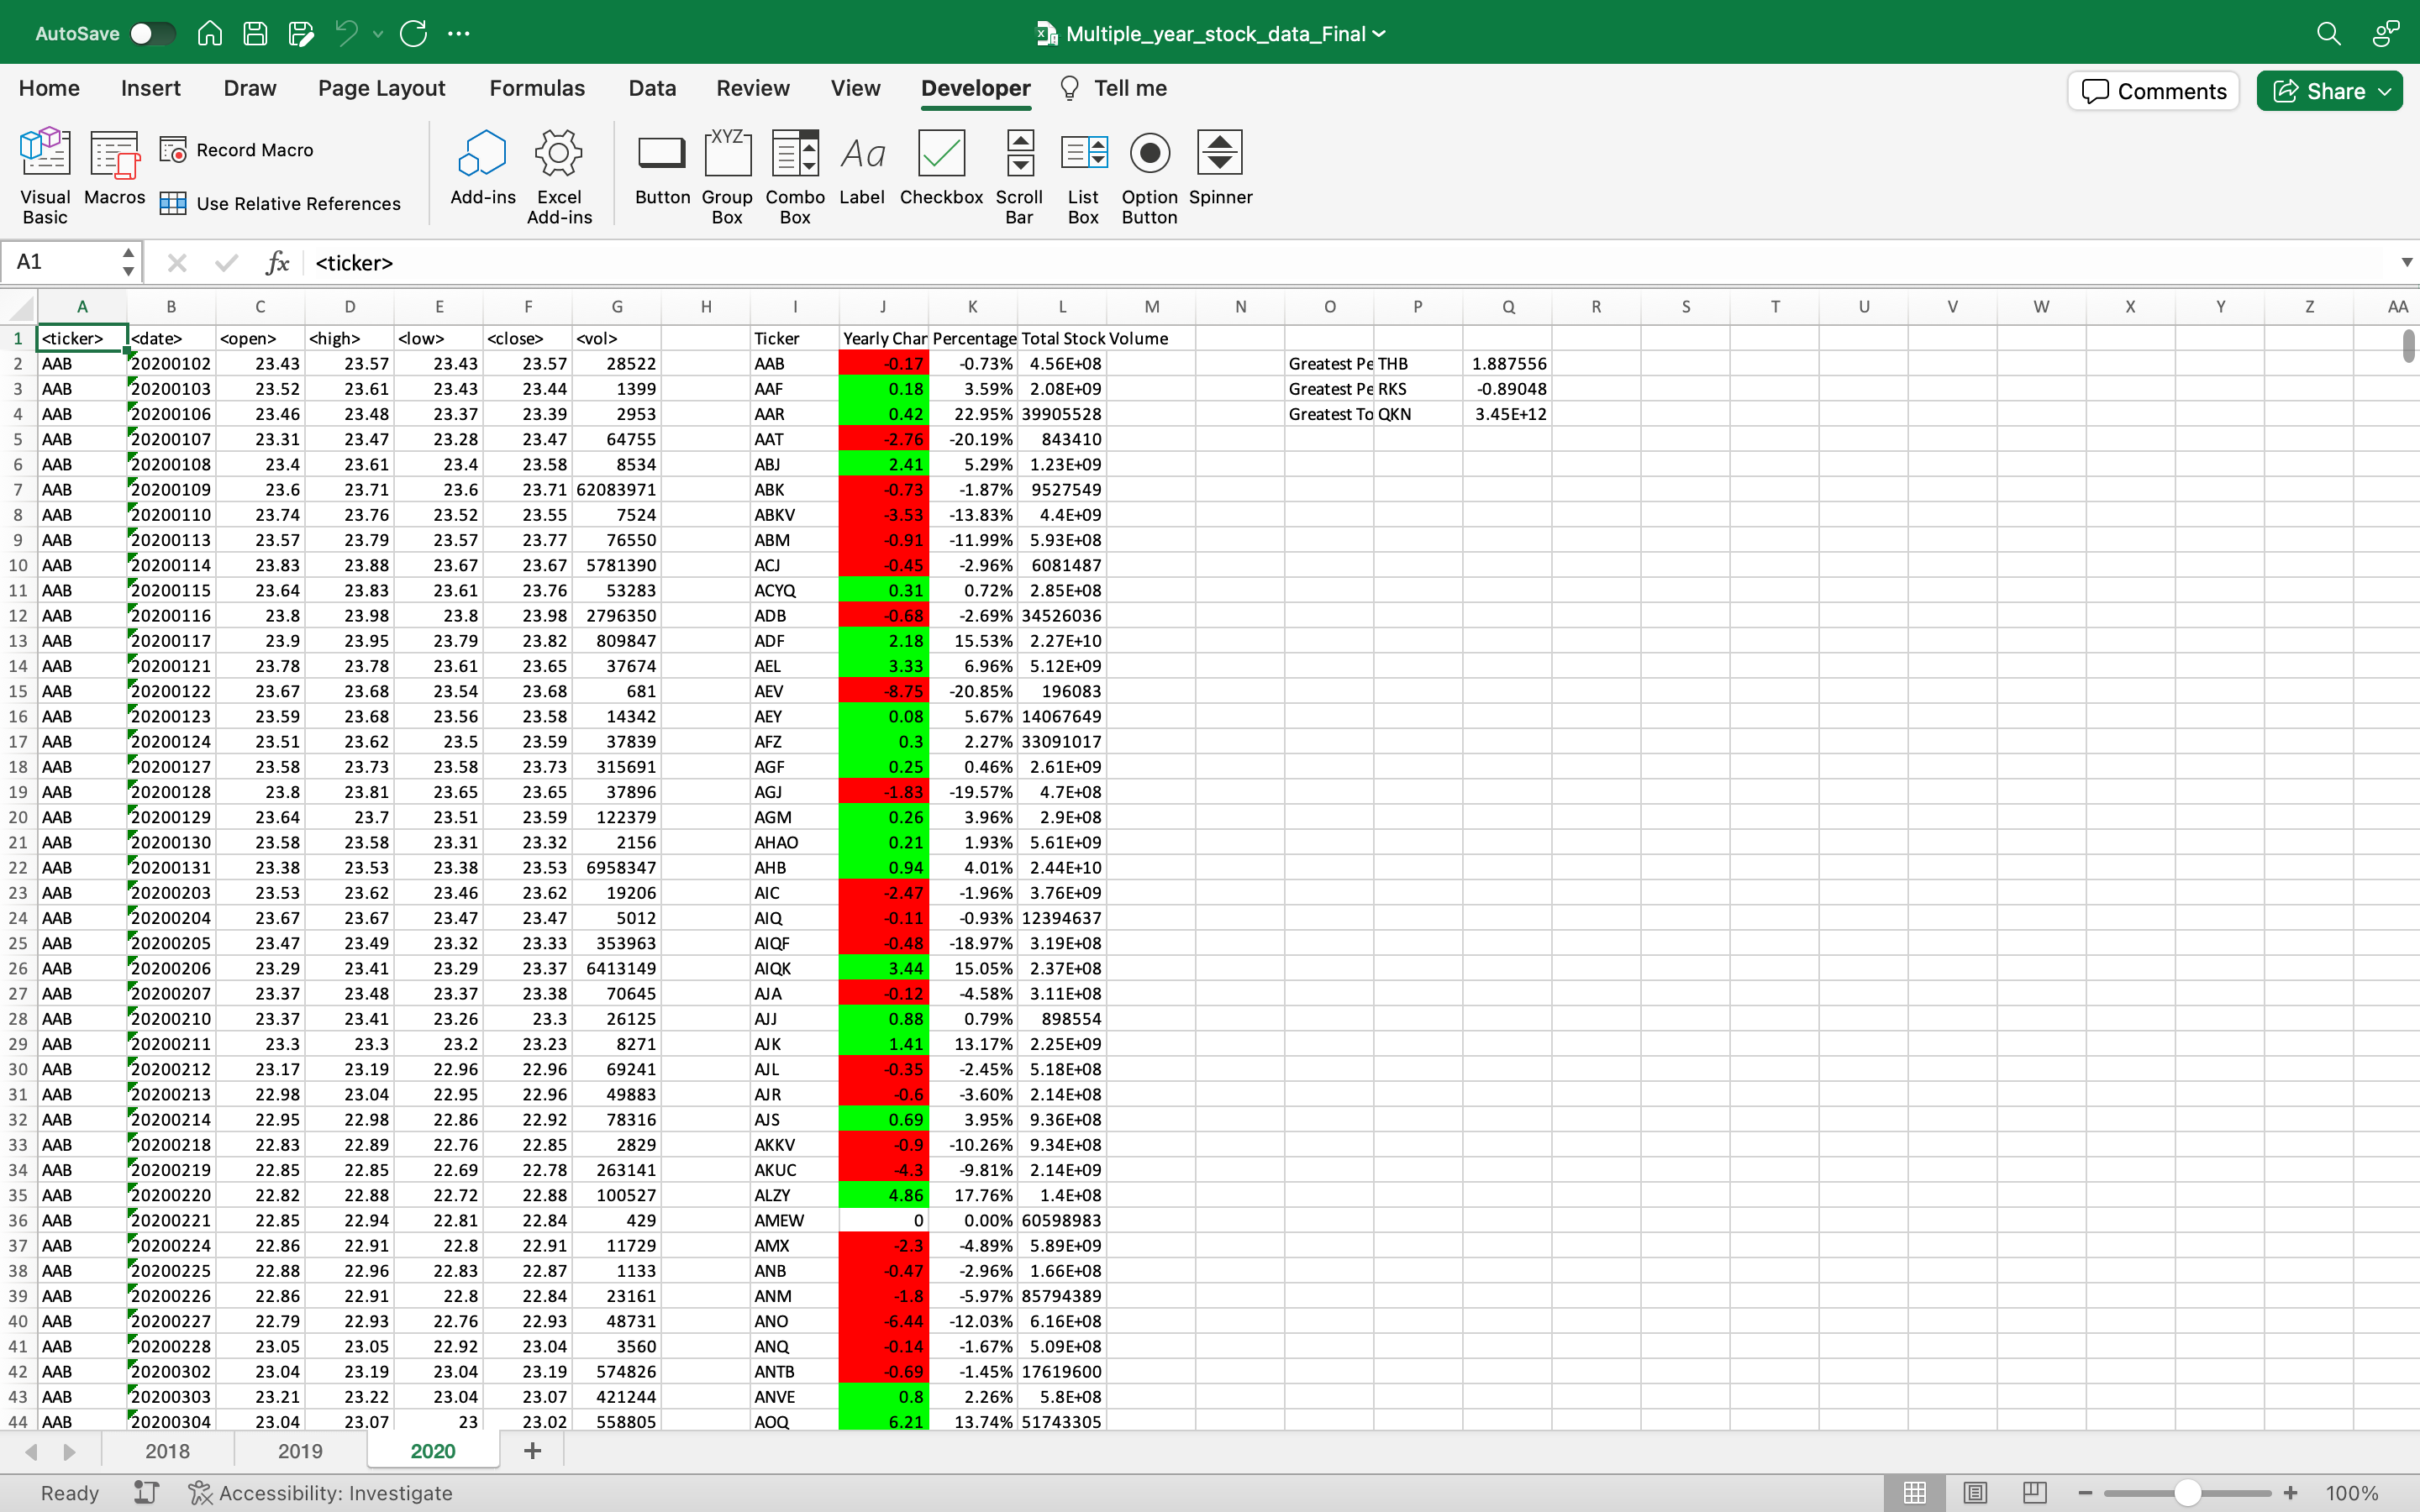 AutoSave
Multiple_year_stock_data_Final
Home Insert Draw Page Layout Formulas Data Review View Developer Tell me Comments Share
Visual Basic Macros Record Macro Use Relative References Add-ins Excel Add-ins Button Group Box Combo Box Label Checkbox Scroll Bar List Box Option Button Spinner
XYZ Aa
A1 fx <ticker>
A B C D E F G H I J K L M N O P Q R S T U V W X Y Z AA
1 <ticker> <date> <open> <high> <low> <close> <vol> Ticker Yearly Char Percentage Total Stock Volume
2 AAB 20200102 23.43 23.57 23.43 23.57 28522 AAB -0.17 -0.73% 4.56E+08 Greatest Pe THB 1.887556
3 AAB 20200103 23.52 23.61 23.43 23.44 1399 AAF 0.18 3.59% 2.08E+09 Greatest Pe RKS -0.89048
4 AAB 20200106 23.46 23.48 23.37 23.39 2953 AAR 0.42 22.95% 39905528 Greatest To QKN 3.45E+12
5 AAB 20200107 23.31 23.47 23.28 23.47 64755 AAT -2.76 -20.19% 843410
6 AAB 20200108 23.4 23.61 23.4 23.58 8534 ABJ 2.41 5.29% 1.23E+09
7 AAB 20200109 23.6 23.71 23.6 23.71 62083971 ABK -0.73 -1.87% 9527549
8 AAB 20200110 23.74 23.76 23.52 23.55 7524 ABKV -3.53 -13.83% 4.4E+09
9 AAB 20200113 23.57 23.79 23.57 23.77 76550 ABM -0.91 -11.99% 5.93E+08
10 AAB 20200114 23.83 23.88 23.67 23.67 5781390 ACJ -0.45 -2.96% 6081487
11 AAB 20200115 23.64 23.83 23.61 23.76 53283 ACYQ 0.31 0.72% 2.85E+08
12 AAB 20200116 23.8 23.98 23.8 23.98 2796350 ADB -0.68 -2.69% 34526036
13 AAB 20200117 23.9 23.95 23.79 23.82 809847 ADF 2.18 15.53% 2.27E+10
14 AAB 20200121 23.78 23.78 23.61 23.65 37674 AEL 3.33 6.96% 5.12E+09
15 AAB 20200122 23.67 23.68 23.54 23.68 681 AEV -8.75 -20.85% 196083
16 AAB 20200123 23.59 23.68 23.56 23.58 14342 AEY 0.08 5.67% 14067649
17 AAB 20200124 23.51 23.62 23.5 23.59 37839 AFZ 0.3 2.27% 33091017
18 AAB 20200127 23.58 23.73 23.58 23.73 315691 AGF 0.25 0.46% 2.61E+09
19 AAB 20200128 23.8 23.81 23.65 23.65 37896 AGJ -1.83 -19.57% 4.7E+08
20 AAB 20200129 23.64 23.7 23.51 23.59 122379 AGM 0.26 3.96% 2.9E+08
21 AAB 20200130 23.58 23.58 23.31 23.32 2156 AHAO 0.21 1.93% 5.61E+09
22 AAB 20200131 23.38 23.53 23.38 23.53 6958347 AHB 0.94 4.01% 2.44E+10
23 AAB 20200203 23.53 23.62 23.46 23.62 19206 AIC -2.47 -1.96% 3.76E+09
24 AAB 20200204 23.67 23.67 23.47 23.47 5012 AIQ -0.11 -0.93% 12394637
25 AAB 20200205 23.47 23.49 23.32 23.33 353963 AIQF -0.48 -18.97% 3.19E+08
26 AAB 20200206 23.29 23.41 23.29 23.37 6413149 AIQK 3.44 15.05% 2.37E+08
27 AAB 20200207 23.37 23.48 23.37 23.38 70645 AJA -0.12 -4.58% 3.11E+08
28 AAB 20200210 23.37 23.41 23.26 23.3 26125 AJJ 0.88 0.79% 898554
29 AAB 20200211 23.3 23.3 23.2 23.23 8271 AJK 1.41 13.17% 2.25E+09
30 AAB 20200212 23.17 23.19 22.96 22.96 69241 AJL -0.35 -2.45% 5.18E+08
31 AAB 20200213 22.98 23.04 22.95 22.96 49883 AJR -0.6 -3.60% 2.14E+08
32 AAB 20200214 22.95 22.98 22.86 22.92 78316 AJS 0.69 3.95% 9.36E+08
33 AAB 20200218 22.83 22.89 22.76 22.85 2829 AKKV -0.9 -10.26% 9.34E+08
34 AAB 20200219 22.85 22.85 22.69 22.78 263141 AKUC -4.3 -9.81% 2.14E+09
35 AAB 20200220 22.82 22.88 22.72 22.88 100527 ALZY 4.86 17.76% 1.4E+08
36 AAB 20200221 22.85 22.94 22.81 22.84 429 AMEW 0 0.00% 60598983
37 AAB 20200224 22.86 22.91 22.8 22.91 11729 AMX -2.3 -4.89% 5.89E+09
38 AAB 20200225 22.88 22.96 22.83 22.87 1133 ANB -0.47 -2.96% 1.66E+08
39 AAB 20200226 22.86 22.91 22.8 22.84 23161 ANM -1.8 -5.97% 85794389
40 AAB 20200227 22.79 22.93 22.76 22.93 48731 ANO -6.44 -12.03% 6.16E+08
41 AAB 20200228 23.05 23.05 22.92 23.04 3560 ANQ -0.14 -1.67% 5.09E+08
42 AAB 20200302 23.04 23.19 23.04 23.19 574826 ANTB -0.69 -1.45% 17619600
43 AAB 20200303 23.21 23.22 23.04 23.07 421244 ANVE 0.8 2.26% 5.8E+08
44 AAB 20200304 23.04 23.07 23 23.02 558805 AOQ 6.21 13.74% 51743305
2018 2019 2020 +
Ready Accessibility: Investigate 100%